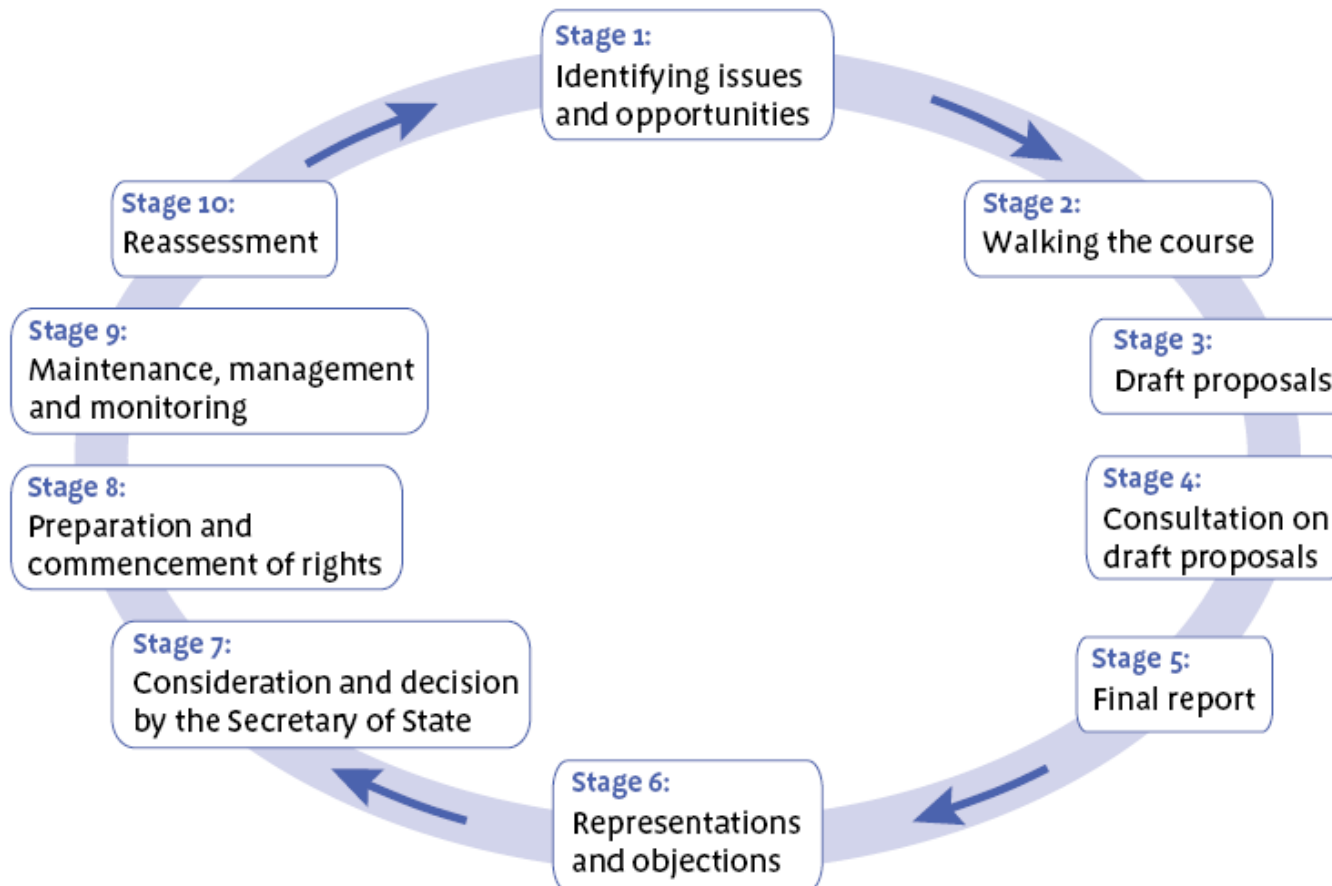 Stage 1:
Identifying issues
and opportunities
Stage 2:
Walking the course
Stage 3:
Draft proposals
Stage 4:
Consultation on
draft proposals
Stage 5:
Final report
Stage 6:
Representations
and objections
Stage 7:
Consideration and decision
by the Secretary of State
Stage 8:
Preparation and
commencement of rights
Stage 9:
Maintenance, management
and monitoring
Stage 10:
Reassessment